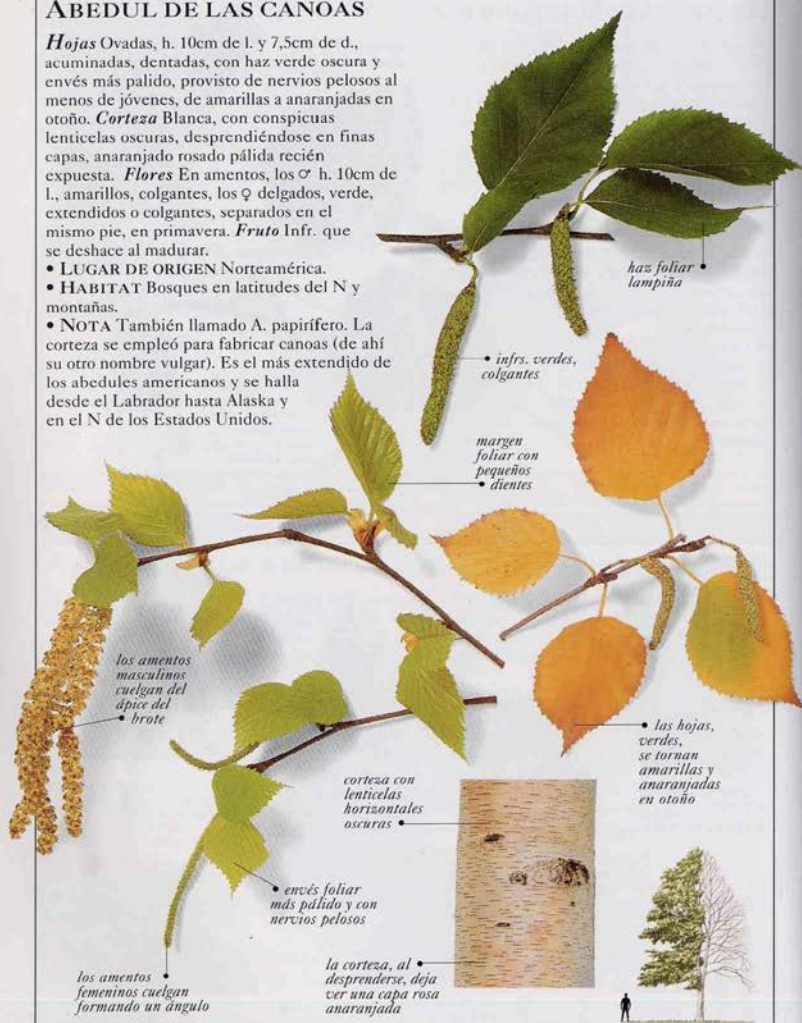 ABEDUL DE LAS CANOAS
Hojas Ovadas, h. 10cm de l. y 7,5cm de d.,
acuminadas, dentadas, con haz verde oscura y
envés más palido, provisto de nervios pelosos al
menos de jóvenes, de amarillas a anaranjadas en
otoño. Corteza Blanca, con conspicuas
lenticelas oscuras, desprendiéndose en finas
capas, anaranjado rosado pálida recién
expuesta. Flores En amentos, los ♂ h. 10cm de
l., amarillos, colgantes, los ♀ delgados, verde,
extendidos o colgantes, separados en el
mismo pie, en primavera. Fruto Infr. que
se deshace al madurar.
• LUGAR DE ORIGEN Norteamérica.
• HABITAT Bosques en latitudes del N y
montañas.
• NOTA También llamado A. papirífero. La
corteza se empleó para fabricar canoas (de ahí
su otro nombre vulgar). Es el más extendido de
los abedules americanos y se halla
desde el Labrador hasta Alaska y
en el N de los Estados Unidos.
haz foliar
lampiña
infrs. verdes,
colgantes
margen
foliar con
pequeños
dientes
los amentos
masculinos
cuelgan del
ápice del
brote
las hojas,
verdes,
se tornan
amarillas y
anaranjadas
en otoño
corteza con
lenticelas
horizontales
oscuras
envés foliar
más pálido y con
nervios pelosos
los amentos
femeninos cuelgan
formando un ángulo
la corteza, al
desprenderse, deja
ver una capa rosa
anaranjada